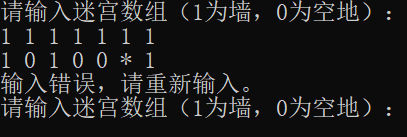 请输入迷宫数组（1为墙，0为空地）：
1 1 1 1 1 1 1
1 0 1 0 0 * 1
输入错误，请重新输入。
请输入迷宫数组（1为墙，0为空地）：